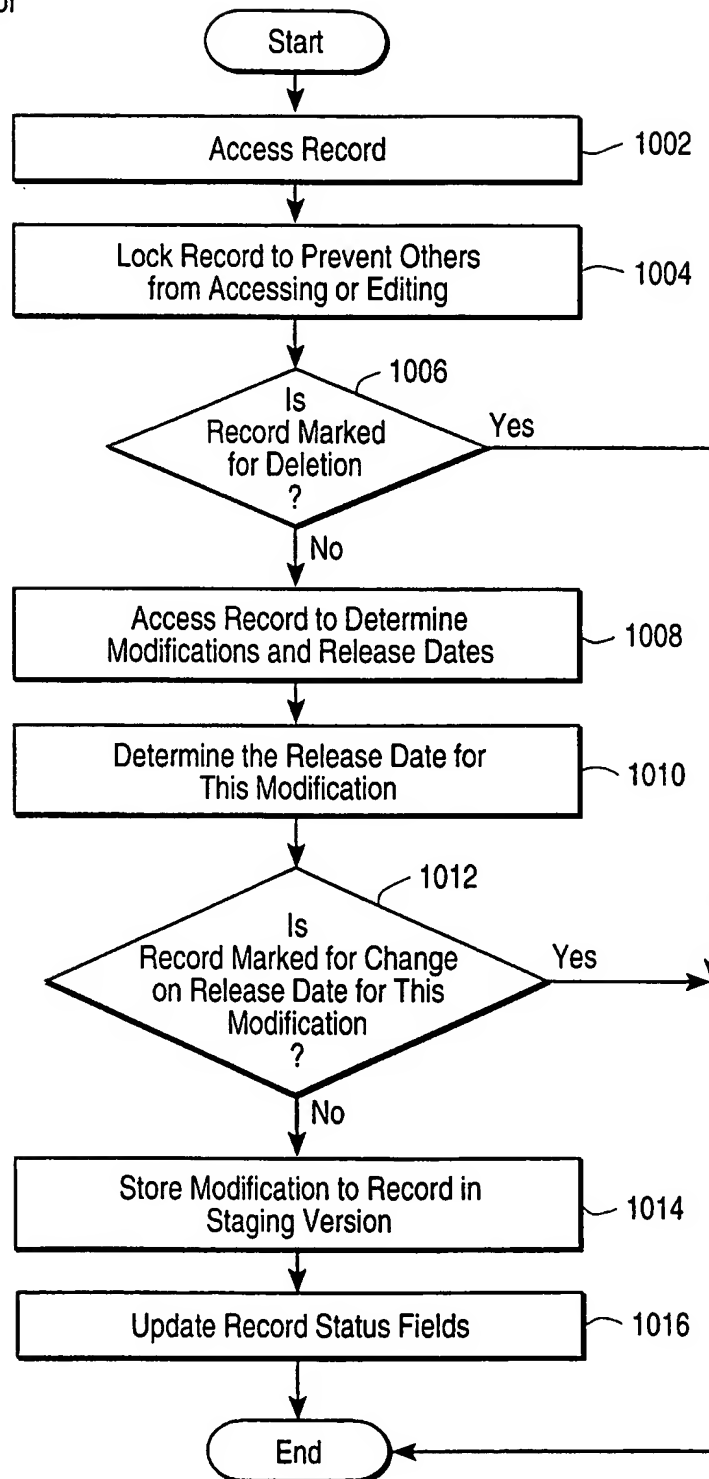 Start
Access Record
1002
Lock Record to Prevent Others
from Accessing or Editing
1004
1006
Is
Record Marked
for Deletion
?
Yes
No
Access Record to Determine
Modifications and Release Dates
1008
Determine the Release Date for
This Modification
1010
1012
Is
Record Marked for Change
on Release Date for This
Modification
?
Yes
No
Store Modification to Record in
Staging Version
1014
Update Record Status Fields
1016
End